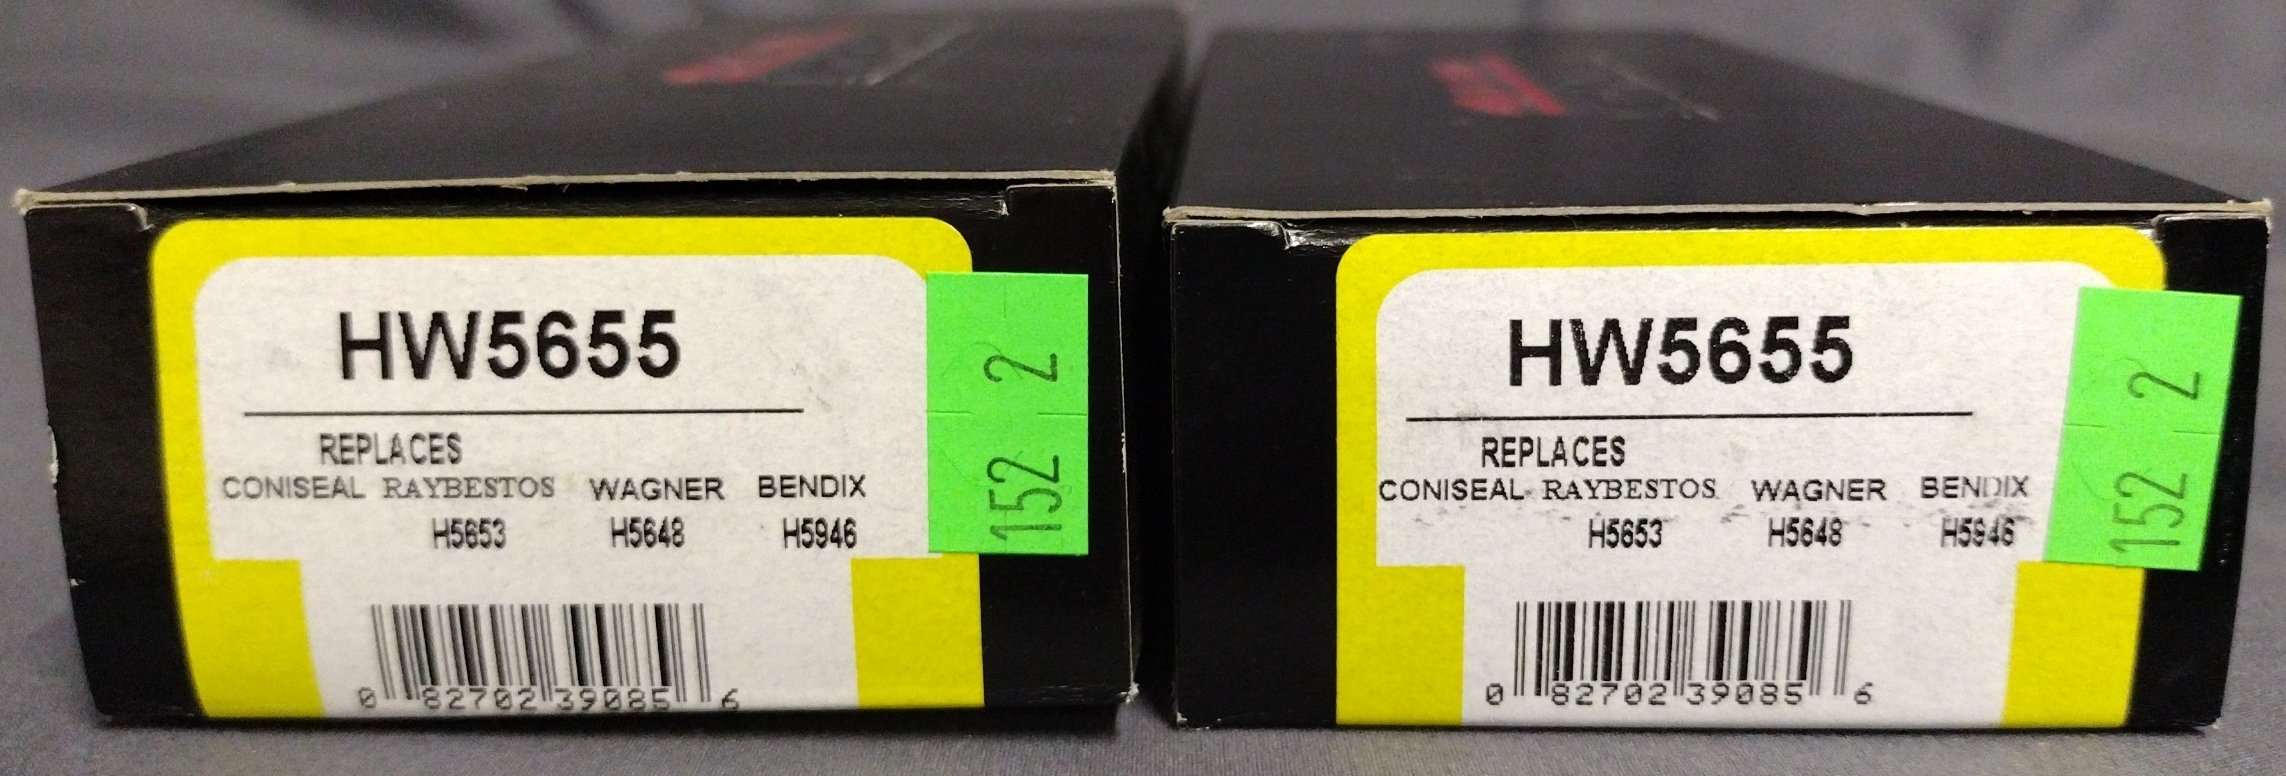 HW5655
REPLACES
CONISEAL RAYBESTOS WAGNER BENDIX
H5653 H5648 H5946
0 82702 39085 6
152 2
HW5655
REPLACES
CONISEAL RAYBESTOS WAGNER BENDIX
H5653 H5648 H5946
0 82702 39085 6
152 2